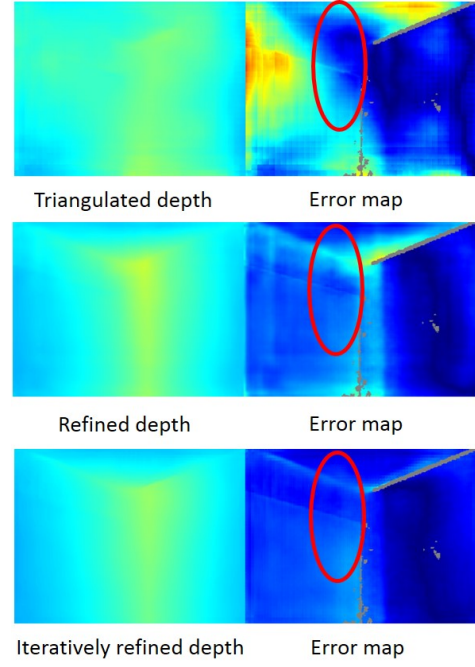 Triangulated depth Error map
Refined depth Error map
Iteratively refined depth Error map